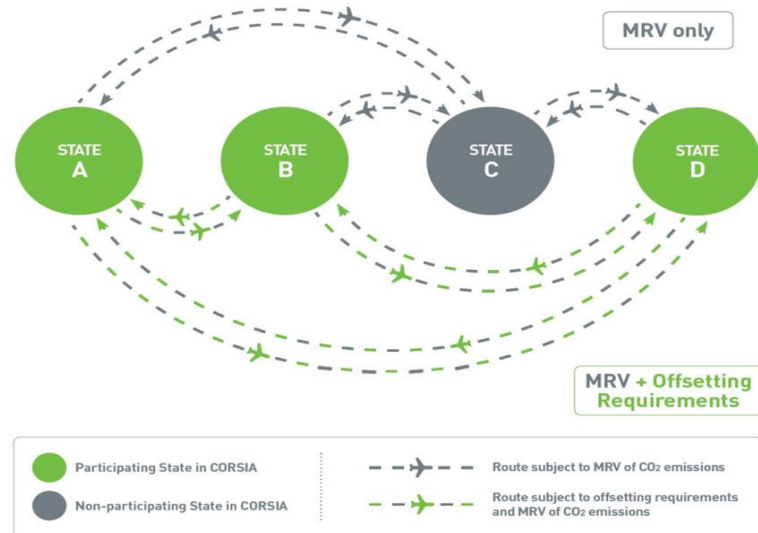 MRV only
STATE
A
STATE
B
STATE
C
STATE
D
MRV + Offsetting
Requirements
Participating State in CORSIA
Non-participating State in CORSIA
Route subject to MRV of CO₂ emissions
Route subject to offsetting requirements
and MRV of CO₂ emissions